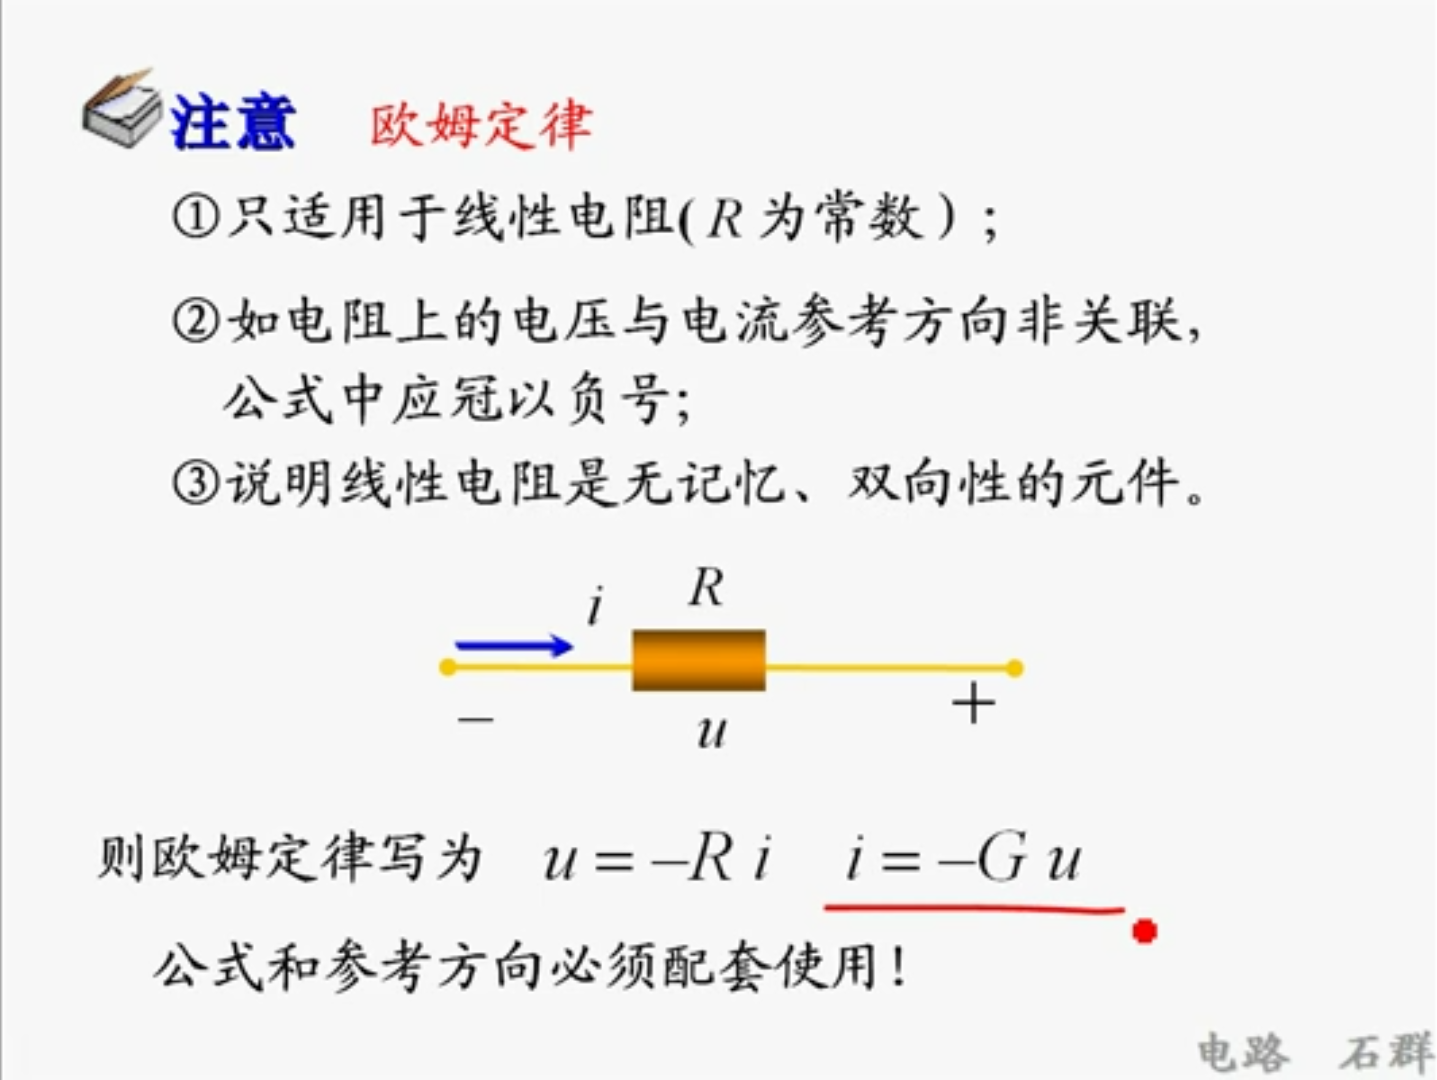 注意 欧姆定律
①只适用于线性电阻( R 为常数）;
②如电阻上的电压与电流参考方向非关联,
公式中应冠以负号;
③说明线性电阻是无记忆、双向性的元件。
i R
– u +
则欧姆定律写为 u = –R i i = –G u
公式和参考方向必须配套使用!
电路 石群